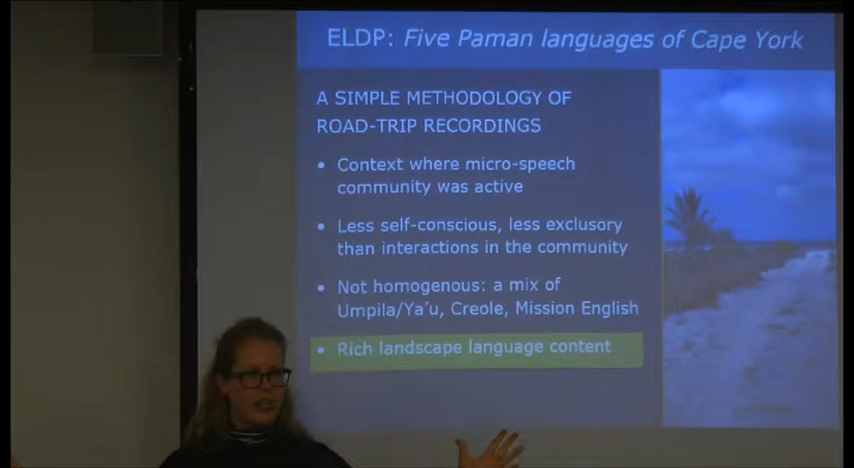 ELDP: Five Paman languages of Cape York
A SIMPLE METHODOLOGY OF
ROAD-TRIP RECORDINGS
• Context where micro-speech
community was active
• Less self-conscious, less exclusory
than interactions in the community
• Not homogenous: a mix of
Umpila/Ya'u, Creole, Mission English
• Rich landscape language content